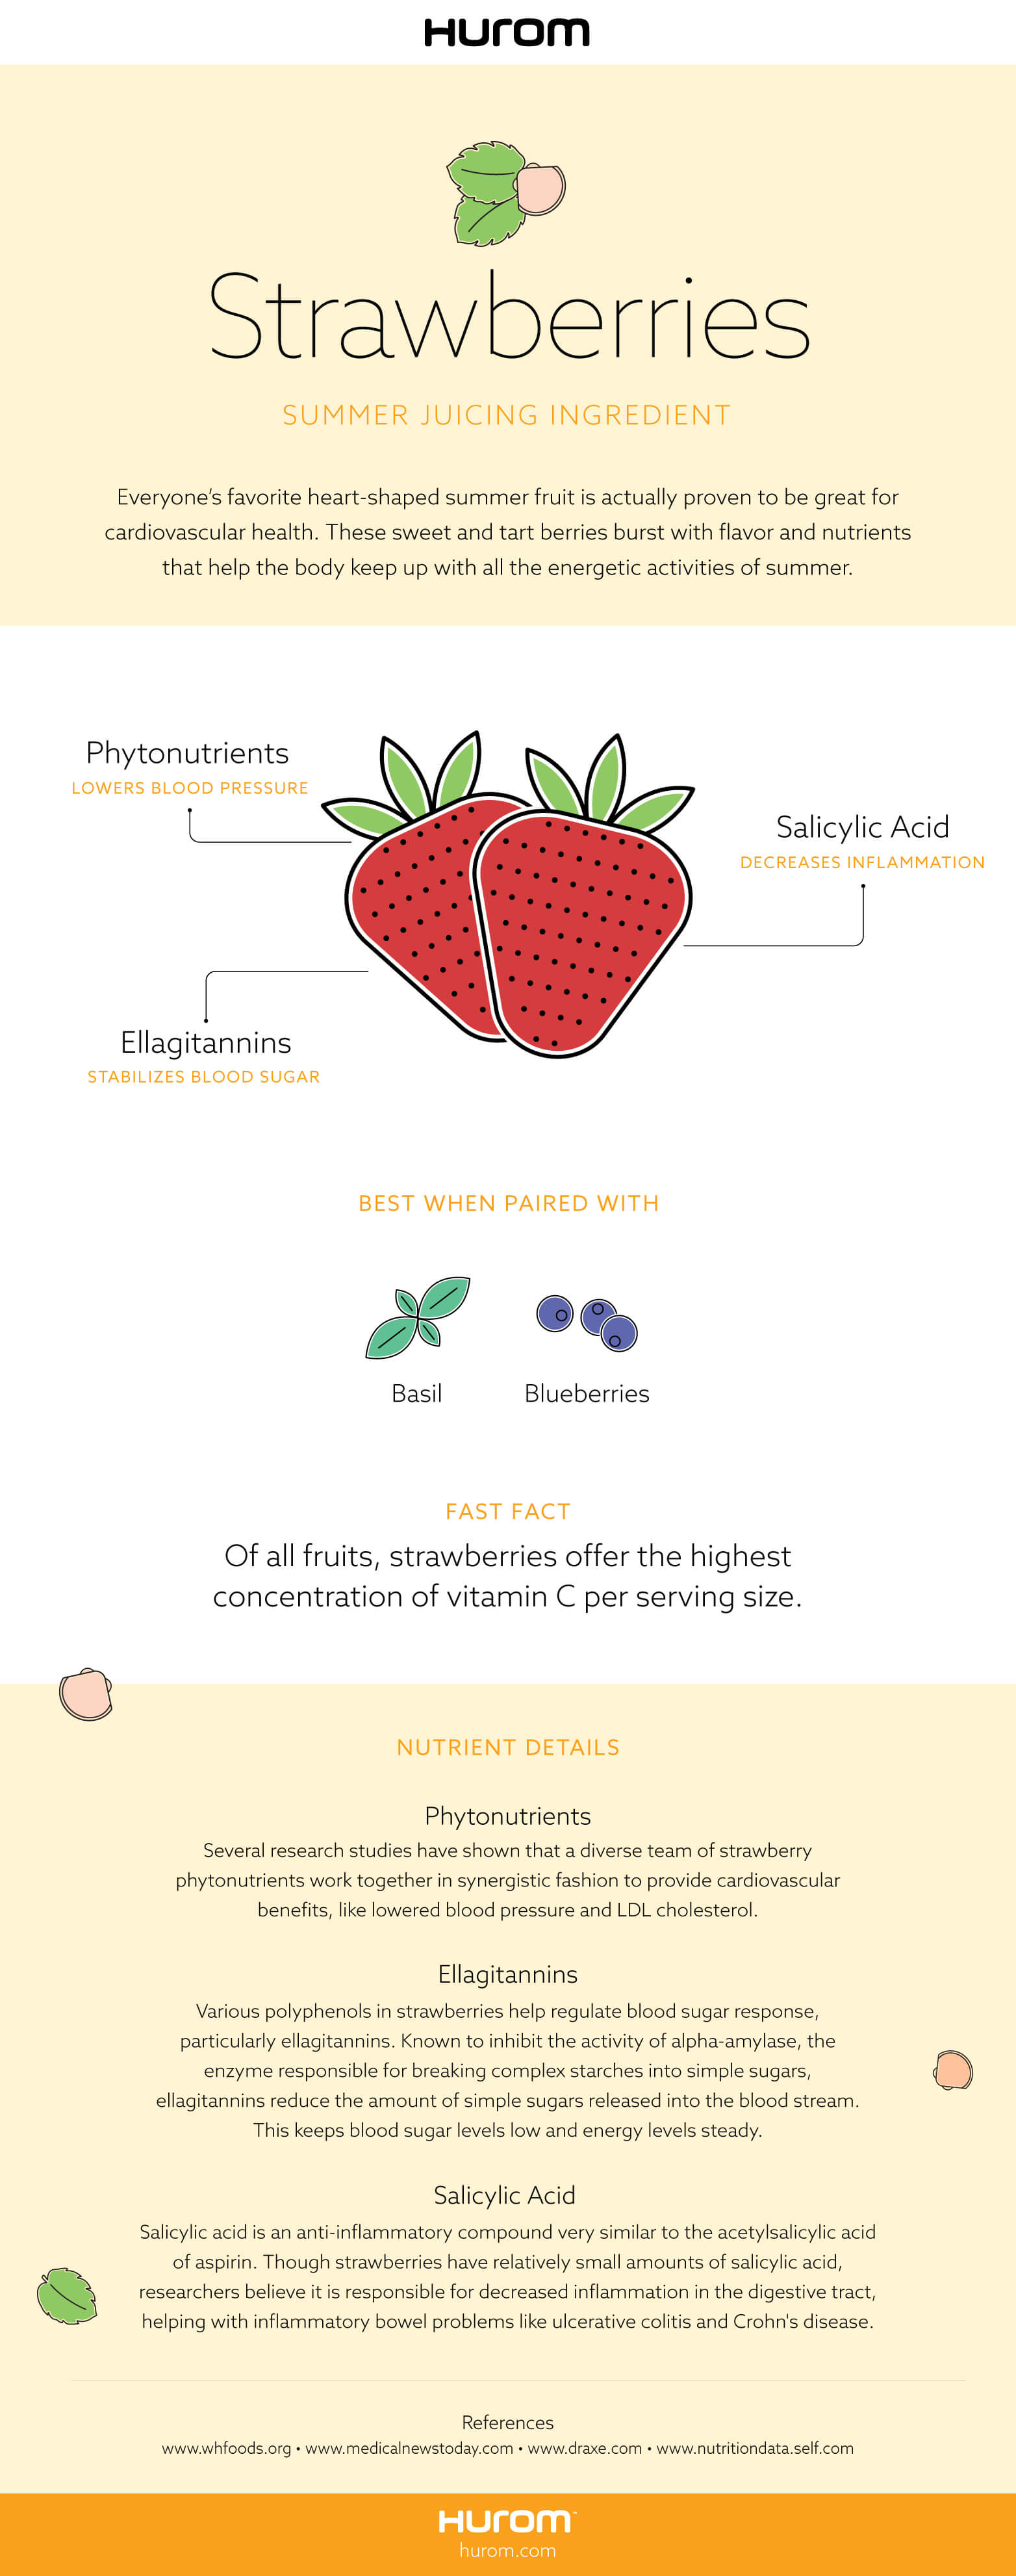 Hurom
Strawberries
SUMMER JUICING INGREDIENT
Everyone's favorite heart-shaped summer fruit is actually proven to be great for
cardiovascular health. These sweet and tart berries burst with flavor and nutrients
that help the body keep up with all the energetic activities of summer.
Phytonutrients
LOWERS BLOOD PRESSURE
Salicylic Acid
DECREASES INFLAMMATION
Ellagitannins
STABILIZES BLOOD SUGAR
BEST WHEN PAIRED WITH
Basil
Blueberries
FAST FACT
Of all fruits, strawberries offer the highest
concentration of vitamin C per serving size.
NUTRIENT DETAILS
Phytonutrients
Several research studies have shown that a diverse team of strawberry
phytonutrients work together in synergistic fashion to provide cardiovascular
benefits, like lowered blood pressure and LDL cholesterol.
Ellagitannins
Various polyphenols in strawberries help regulate blood sugar response,
particularly ellagitannins. Known to inhibit the activity of alpha-amylase, the
enzyme responsible for breaking complex starches into simple sugars,
ellagitannins reduce the amount of simple sugars released into the blood stream.
This keeps blood sugar levels low and energy levels steady.
Salicylic Acid
Salicylic acid is an anti-inflammatory compound very similar to the acetylsalicylic acid
of aspirin. Though strawberries have relatively small amounts of salicylic acid,
researchers believe it is responsible for decreased inflammation in the digestive tract,
helping with inflammatory bowel problems like ulcerative colitis and Crohn's disease.
References
www.whfoods.org • www.medicalnewstoday.com • www.draxe.com • www.nutritiondata.self.com
Hurom™
hurom.com